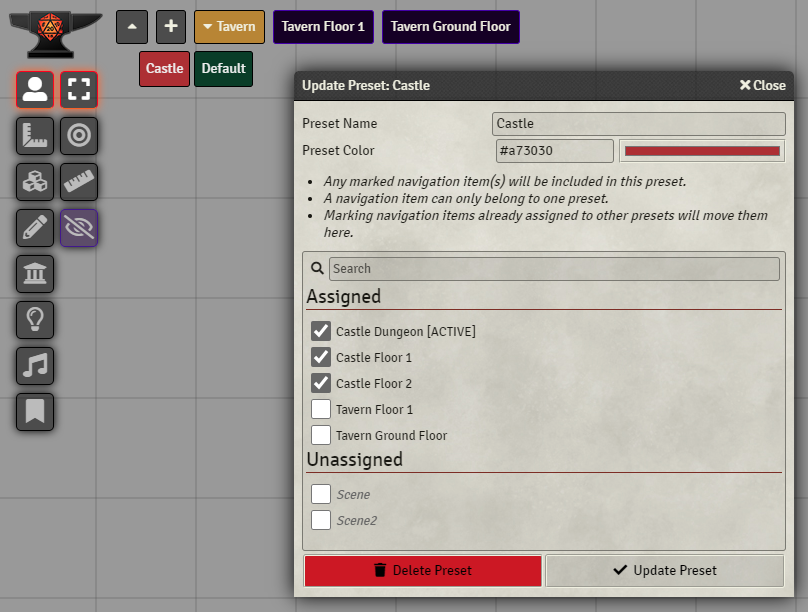 Tavern
Tavern Floor 1
Tavern Ground Floor
Castle
Default
Update Preset: Castle
Close
Preset Name
Castle
Preset Color
#a73030
Any marked navigation item(s) will be included in this preset.
A navigation item can only belong to one preset.
Marking navigation items already assigned to other presets will move them
here.
Search
Assigned
Castle Dungeon [ACTIVE]
Castle Floor 1
Castle Floor 2
Tavern Floor 1
Tavern Ground Floor
Unassigned
Scene
Scene2
Delete Preset
Update Preset